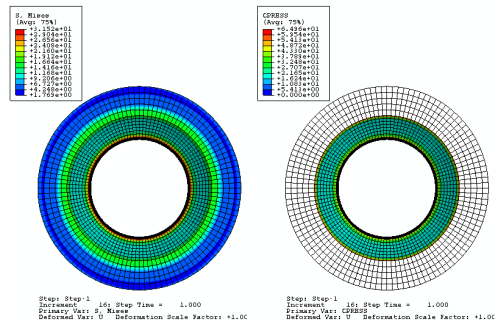 S, Mises
(Avg: 75%)
+3.152e+01
+2.904e+01
+2.656e+01
+2.408e+01
+2.160e+01
+1.912e+01
+1.664e+01
+1.416e+01
+1.168e+01
+9.206e+00
+6.727e+00
+4.248e+00
+1.769e+00
CPRESS
(Avg: 75%)
+6.496e+01
+5.954e+01
+5.413e+01
+4.872e+01
+4.330e+01
+3.789e+01
+3.248e+01
+2.707e+01
+2.165e+01
+1.624e+01
+1.083e+01
+5.413e+00
+0.000e+00
Step: Step-1
Increment 16: Step Time = 1.000
Primary Var: S, Mises
Deformed Var: U Deformation Scale Factor: +1.00
Step: Step-1
Increment 16: Step Time = 1.000
Primary Var: CPRESS
Deformed Var: U Deformation Scale Factor: +1.00